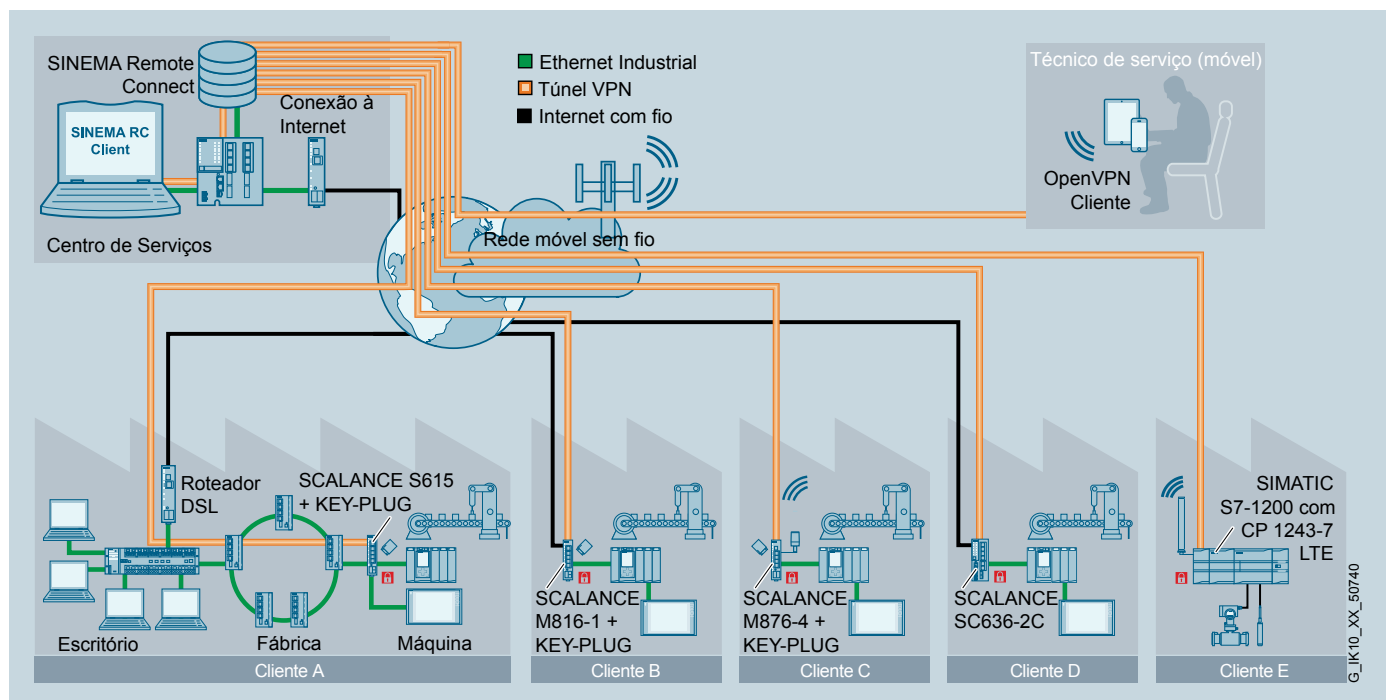 SINEMA Remote
Connect
Conexão à
Internet
SINEMA RC
Client
Centro de Serviços
Ethernet Industrial
Túnel VPN
Internet com fio
Técnico de serviço (móvel)
OpenVPN
Cliente
Rede móvel sem fio
Roteador
DSL
SCALANCE S615
+ KEY-PLUG
Escritório
Fábrica
Máquina
Cliente A
SCALANCE
M816-1 +
KEY-PLUG
Cliente B
SCALANCE
M876-4 +
KEY-PLUG
Cliente C
SCALANCE
SC636-2C
Cliente D
SIMATIC
S7-1200 com
CP 1243-7
LTE
Cliente E
G_IK10_XX_50740